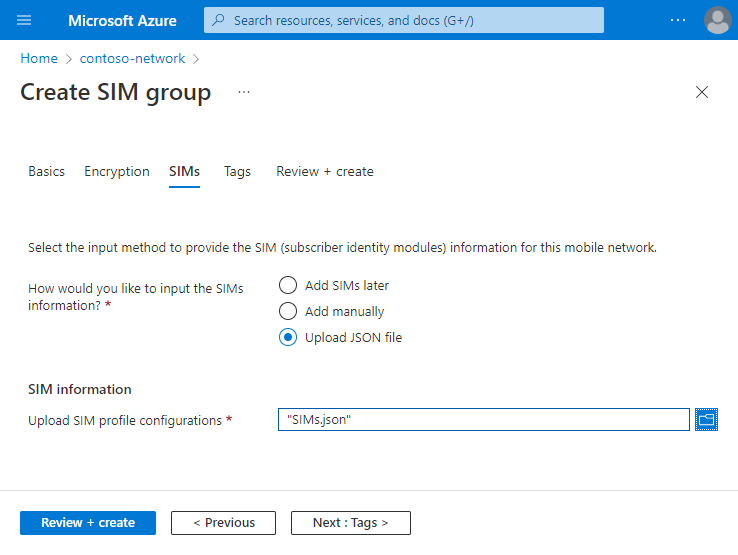 Microsoft Azure
Search resources, services, and docs (G+/)
...
Home > contoso-network >
Create SIM group ...
Basics Encryption SIMs Tags Review + create
Select the input method to provide the SIM (subscriber identity modules) information for this mobile network.
How would you like to input the SIMs
information? *
Add SIMs later
Add manually
Upload JSON file
SIM information
Upload SIM profile configurations *
"SIMs.json"
Review + create
< Previous
Next : Tags >